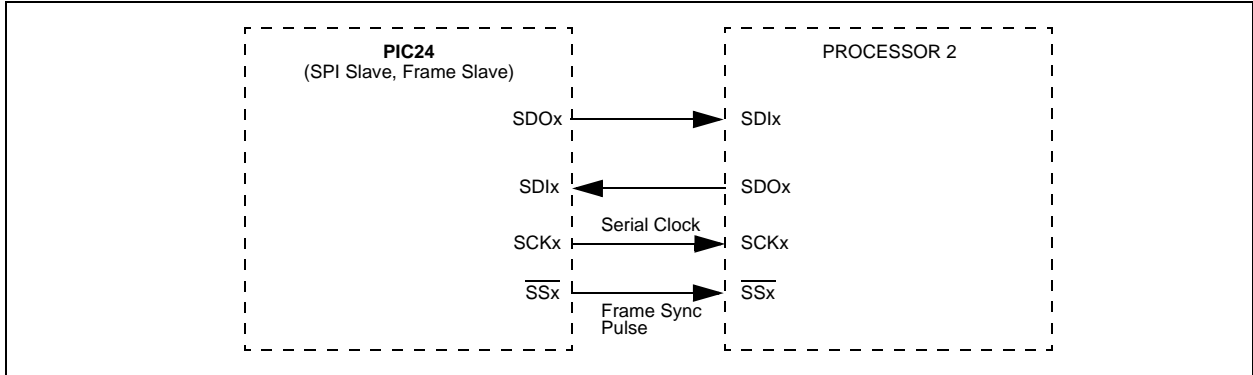 PIC24
(SPI Slave, Frame Slave)
PROCESSOR 2
SDOx
SDIx
SDIx
SDOx
Serial Clock
SCKx
SCKx
SSx
SSx
Frame Sync
Pulse